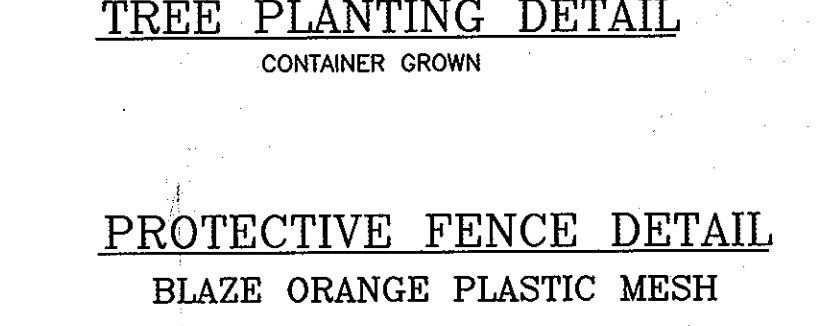 TREE PLANTING DETAIL
CONTAINER GROWN
PROTECTIVE FENCE DETAIL
BLAZE ORANGE PLASTIC MESH